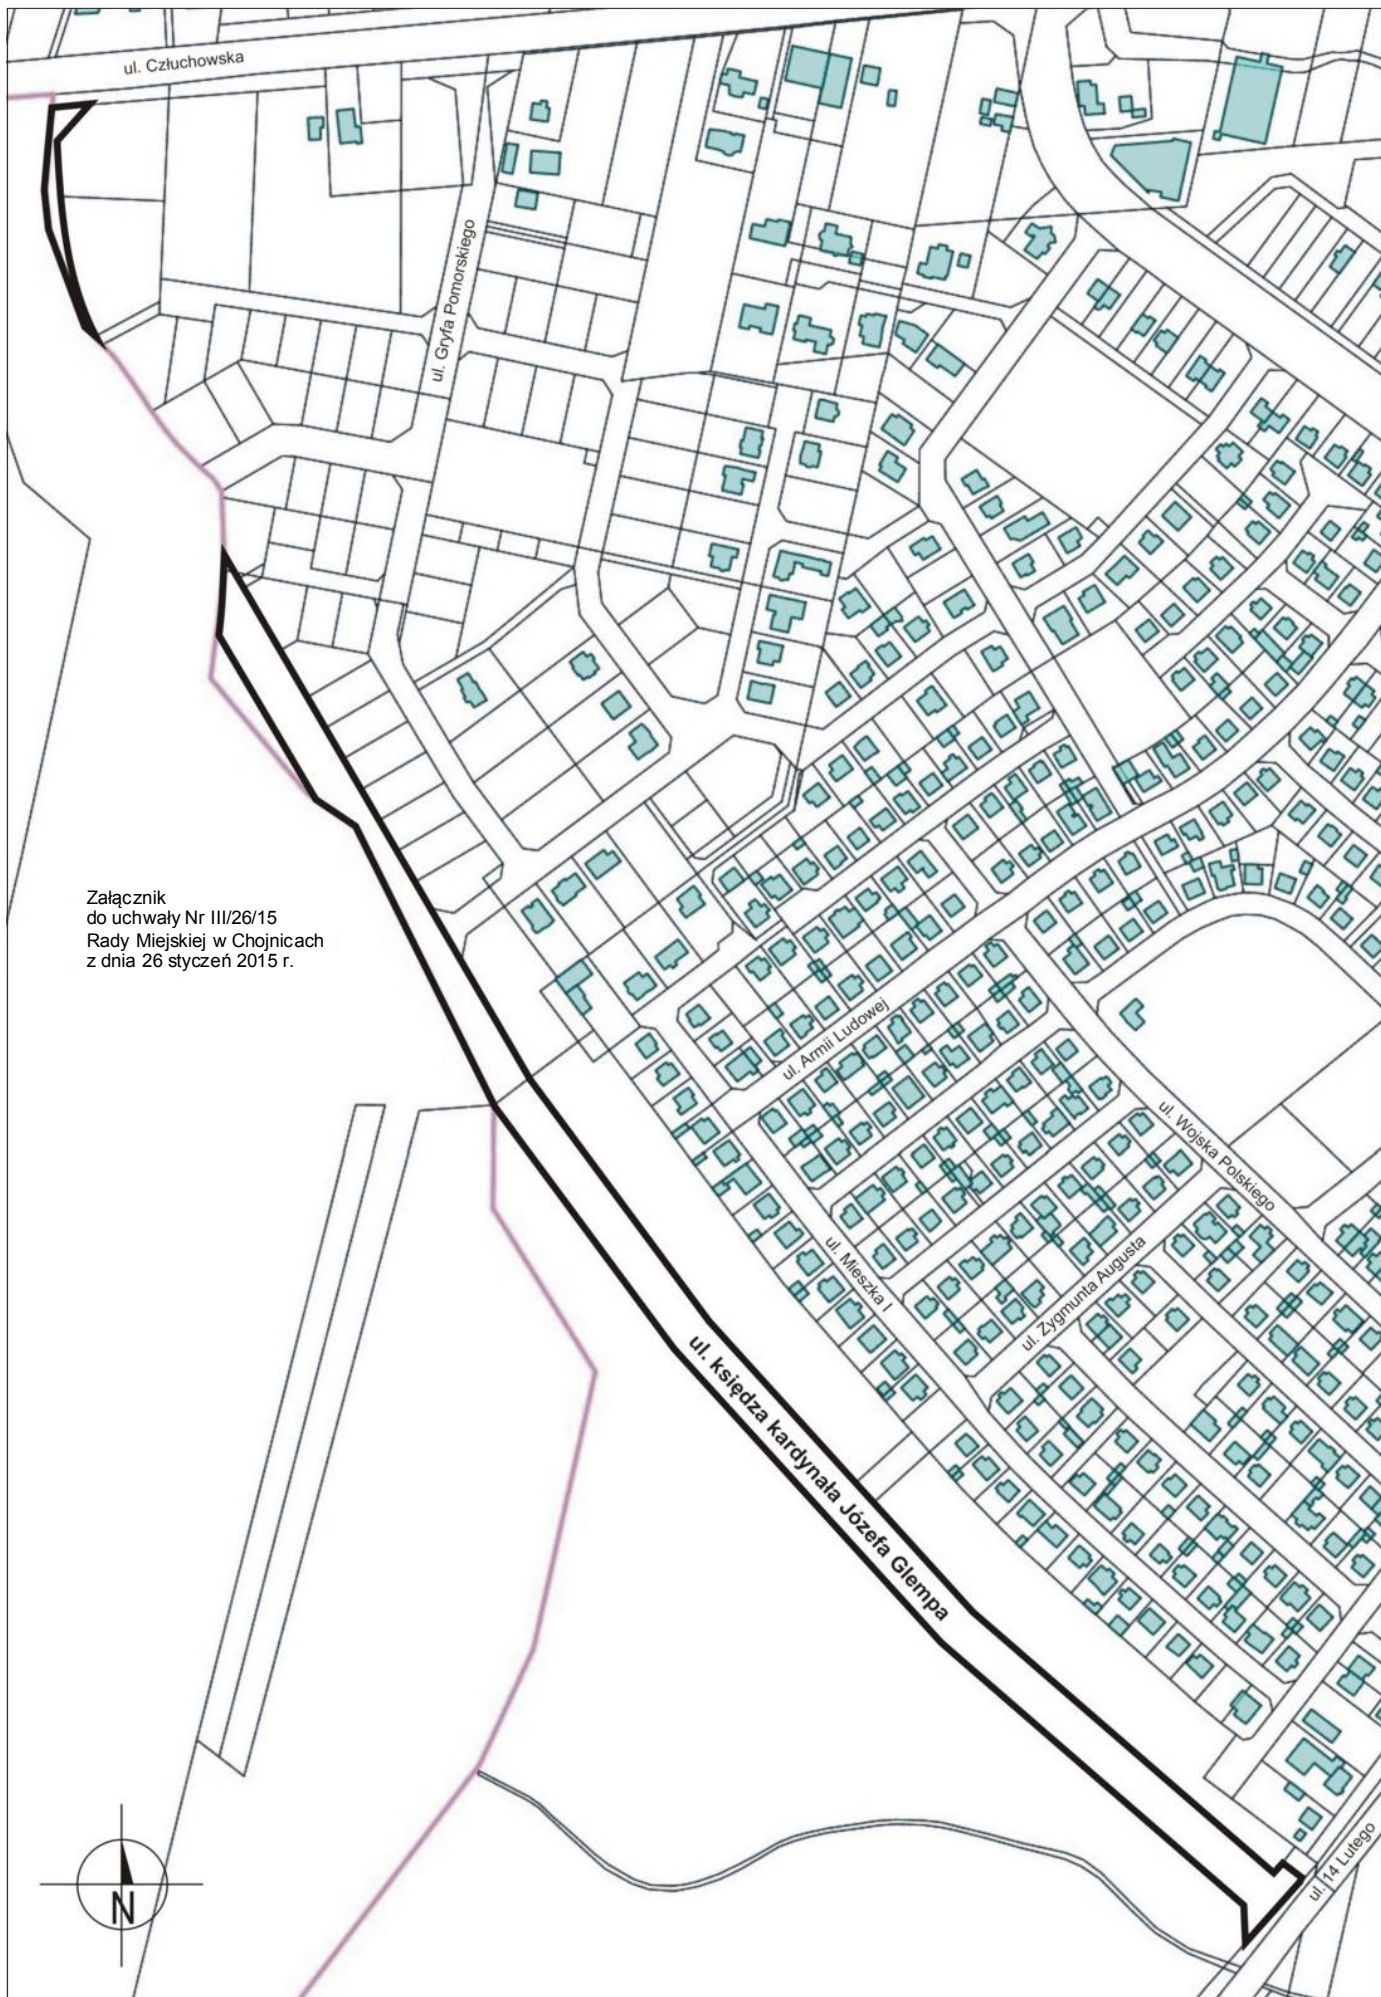 ul. Człuchowska
ul. Gryfa Pomorskiego
Załącznik
do uchwały Nr III/26/15
Rady Miejskiej w Chojnicach
z dnia 26 styczeń 2015 r.
ul. Armii Ludowej
ul. Wojska Polskiego
ul. Mieszka I
ul. Zygmunta Augusta
ul. księdza kardynała Józefa Glempa
ul. 14 Lutego
N